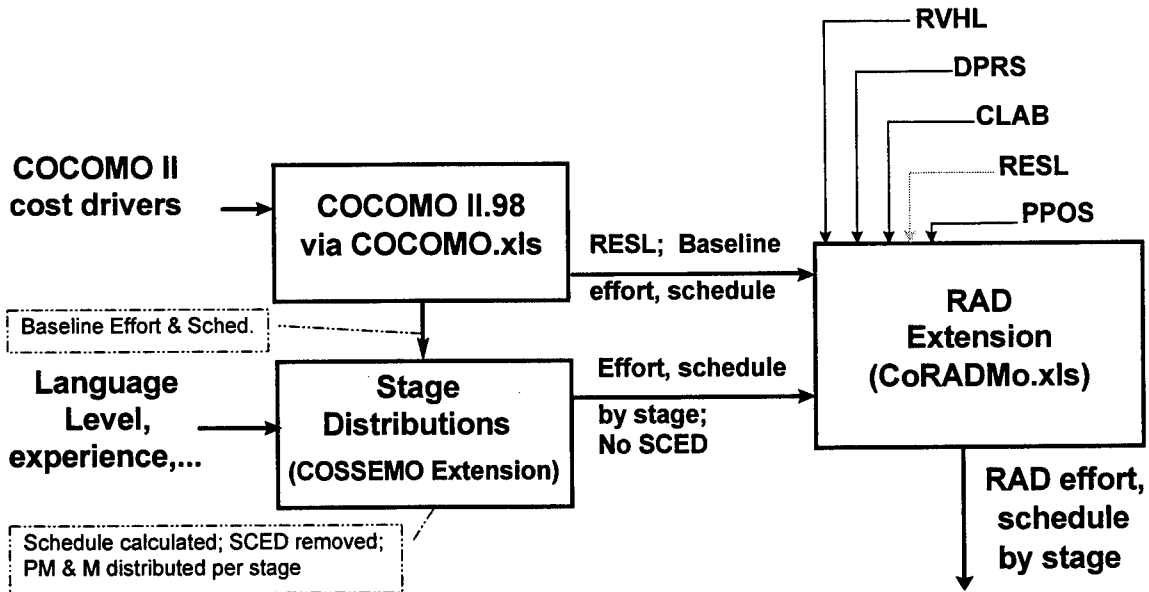 RVHL
DPRS
CLAB
RESL
PPOS
COCOMO II
cost drivers
COCOMO II.98
via COCOMO.xls
RESL; Baseline
effort, schedule
RAD
Extension
(CoRADMo.xls)
Baseline Effort & Sched.
Language
Level,
experience,...
Stage
Distributions
(COSSEMO Extension)
Effort, schedule
by stage;
No SCED
RAD effort,
schedule
by stage
Schedule calculated; SCED removed;
PM & M distributed per stage